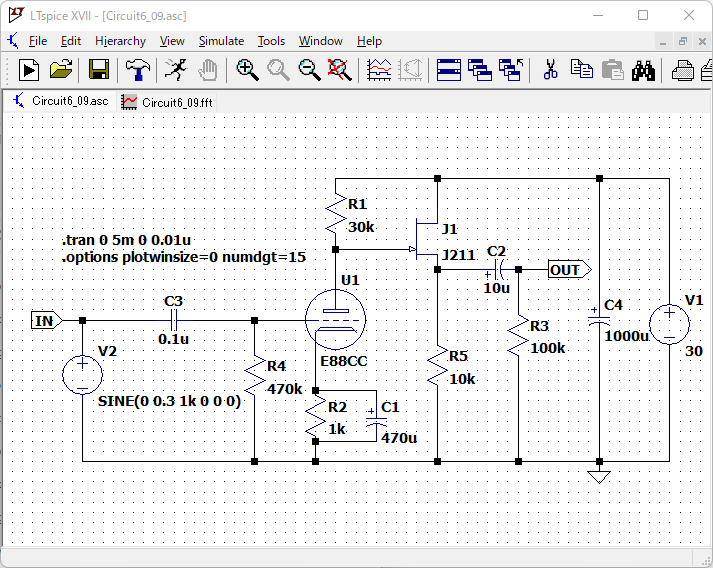 LTspice XVII - [Circuit6_09.asc]
File Edit Hierarchy View Simulate Tools Window Help
Circuit6_09.asc Circuit6_09.fft
.tran 0 5m 0 0.01u
.options plotwinsize=0 numdgt=15
R1
30k
J1
J211
C2
10u
OUT
U1
E88CC
IN
C3
0.1u
V2
SINE(0 0.3 1k 0 0 0)
R4
470k
R2
1k
C1
470u
R5
10k
R3
100k
C4
1000u
V1
30